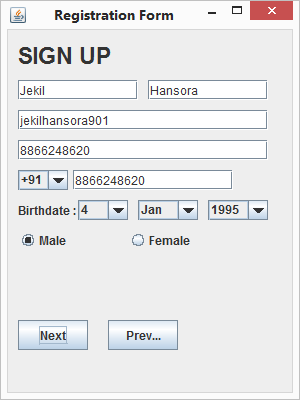 Registration Form
SIGN UP
Jekil Hansora
jekilhansora901
8866248620
+91 8866248620
Birthdate : 4 Jan 1995
Male Female
Next Prev...